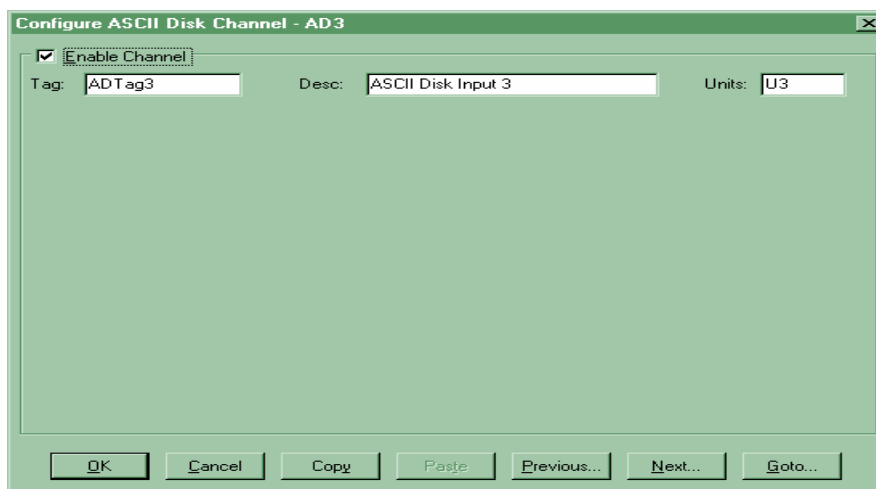 Configure ASCII Disk Channel - AD3
Enable Channel
Tag: ADTag3 Desc: ASCII Disk Input 3 Units: U3
OK Cancel Copy Paste Previous... Next... Goto...